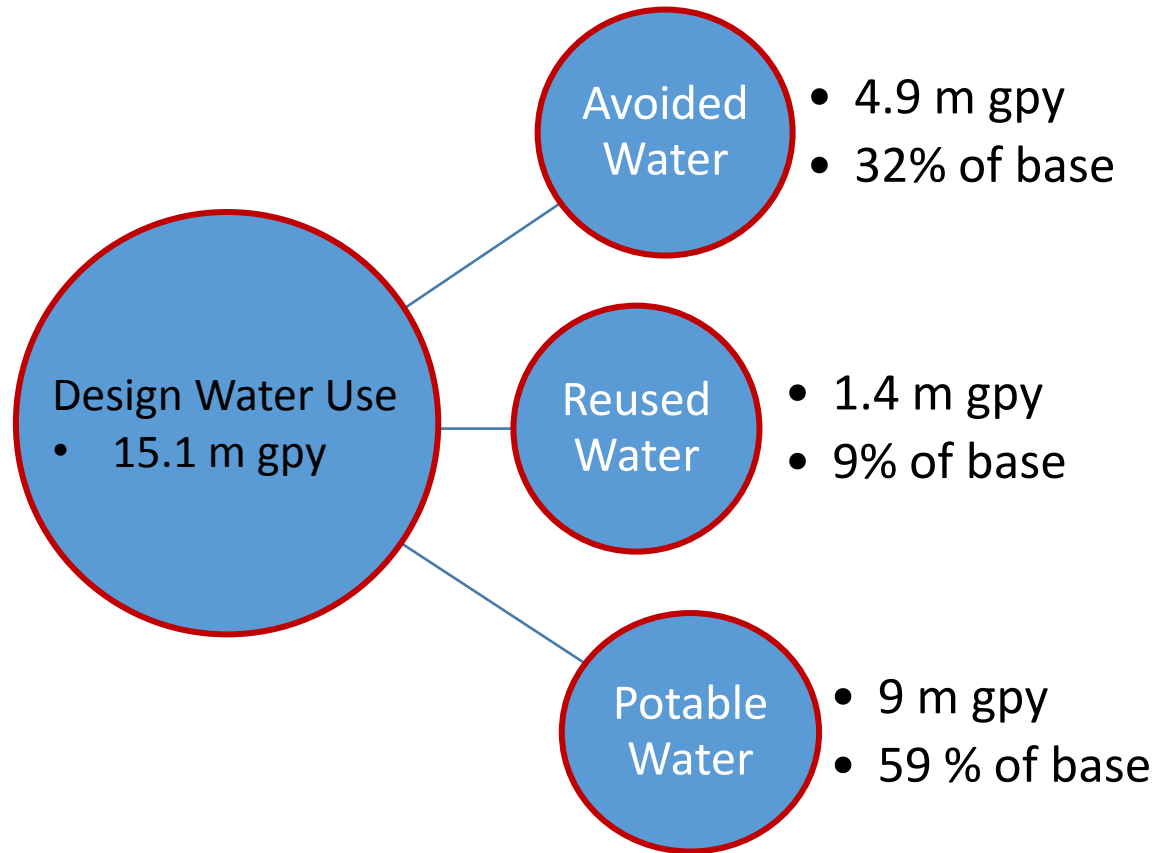 Avoided
Water
• 4.9 m gpy
• 32% of base
Design Water Use
• 15.1 m gpy
Reused
Water
• 1.4 m gpy
• 9% of base
Potable
Water
• 9 m gpy
• 59 % of base